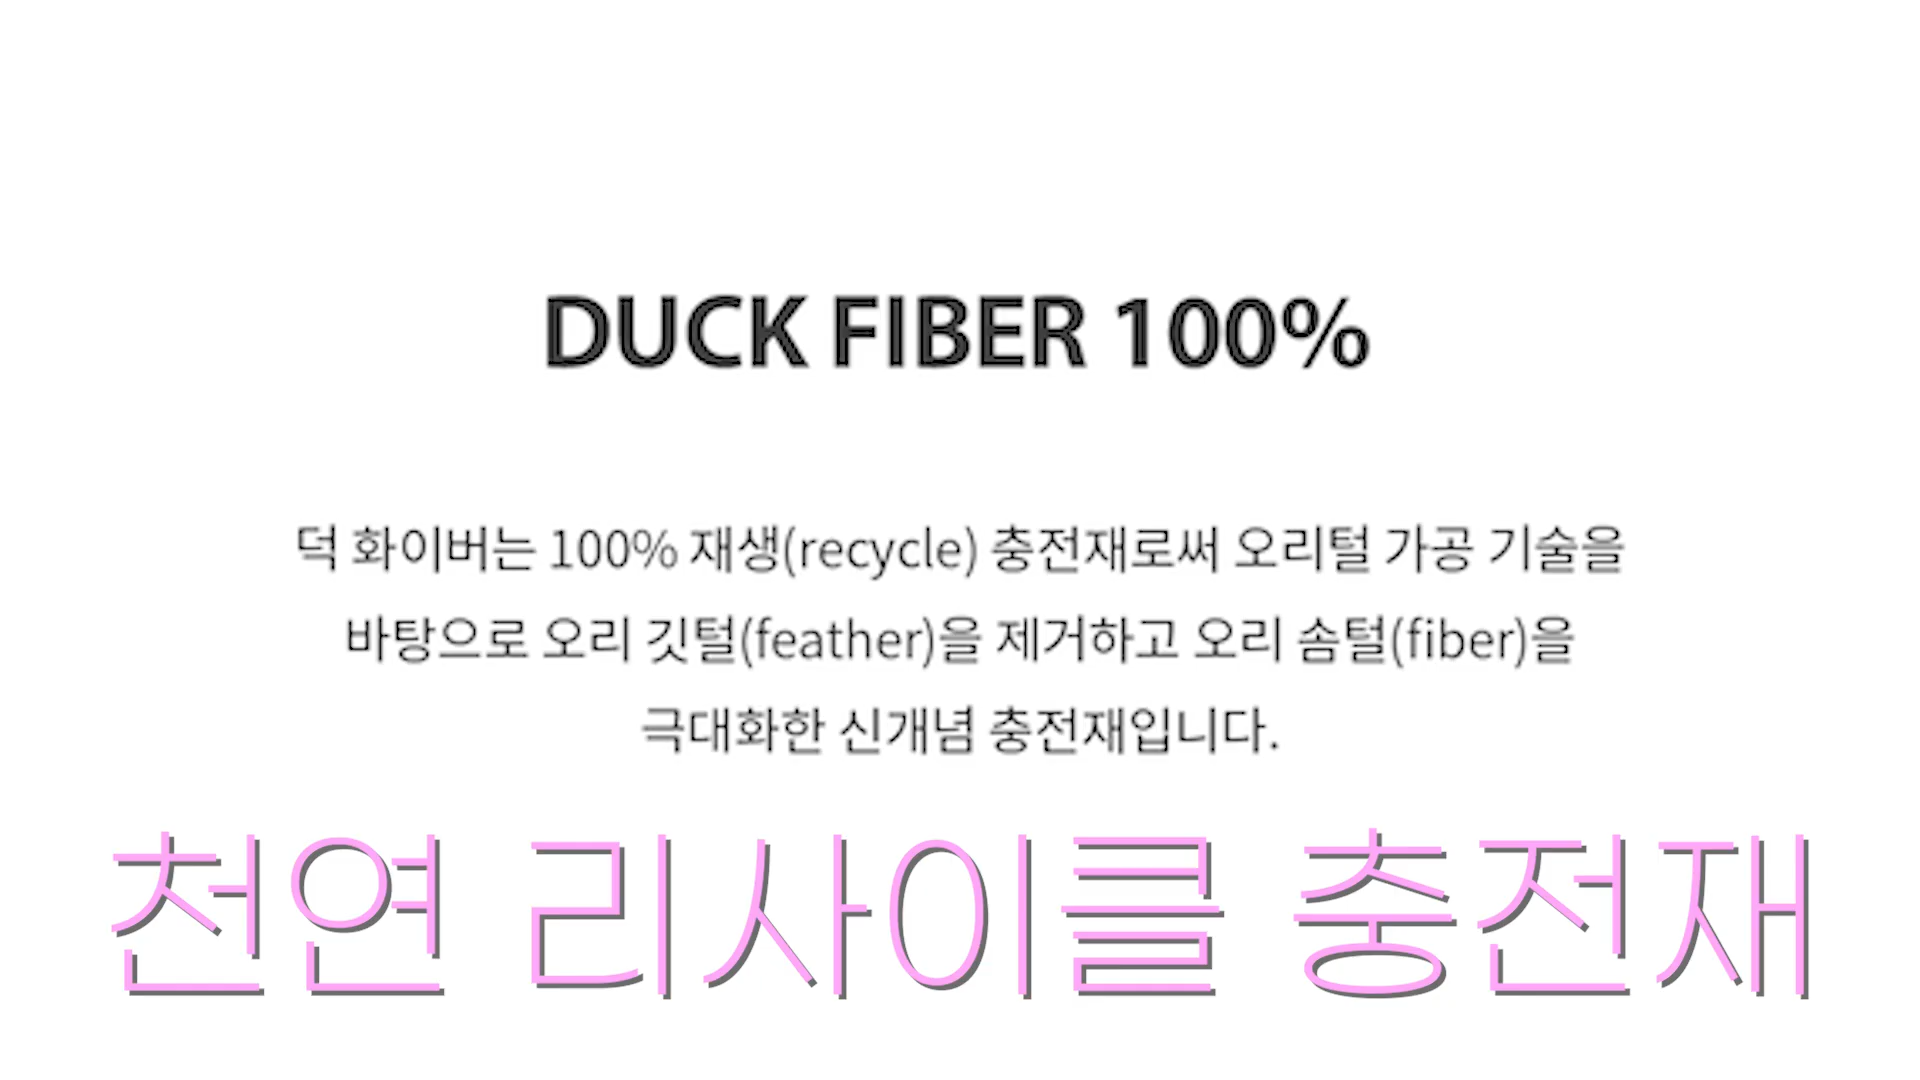 DUCK FIBER 100%
덕 화이버는 100% 재생(recycle) 충전재로써 오리털 가공 기술을
바탕으로 오리 깃털(feather)을 제거하고 오리 솜털(fiber)을
극대화한 신개념 충전재입니다.
천연 리사이클 충전재